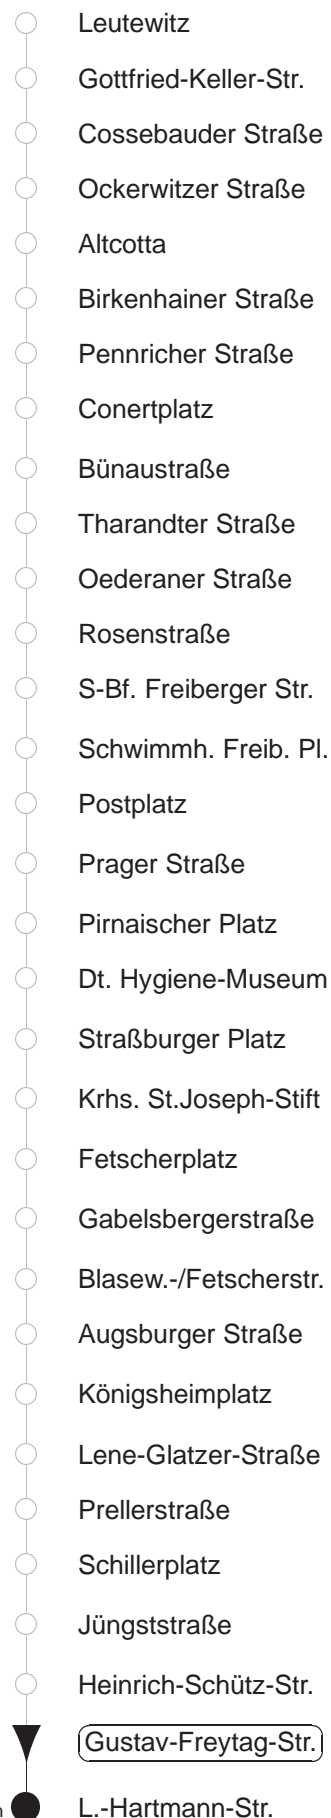 Leutewitz
Gottfried-Keller-Str.
Cossebauder Straße
Ockerwitzer Straße
Altcotta
Birkenhainer Straße
Pennricher Straße
Conertplatz
Bünaustraße
Tharandter Straße
Oederaner Straße
Rosenstraße
S-Bf. Freiberger Str.
Schwimmh. Freib. Pl.
Postplatz
Prager Straße
Pirnaischer Platz
Dt. Hygiene-Museum
Straßburger Platz
Krhs. St.Joseph-Stift
Fetscherplatz
Gabelsbergerstraße
Blasew.-/Fetscherstr.
Augsburger Straße
Königsheimplatz
Lene-Glatzer-Straße
Prellerstraße
Schillerplatz
Jüngststraße
Heinrich-Schütz-Str.
Gustav-Freytag-Str.
L.-Hartmann-Str.